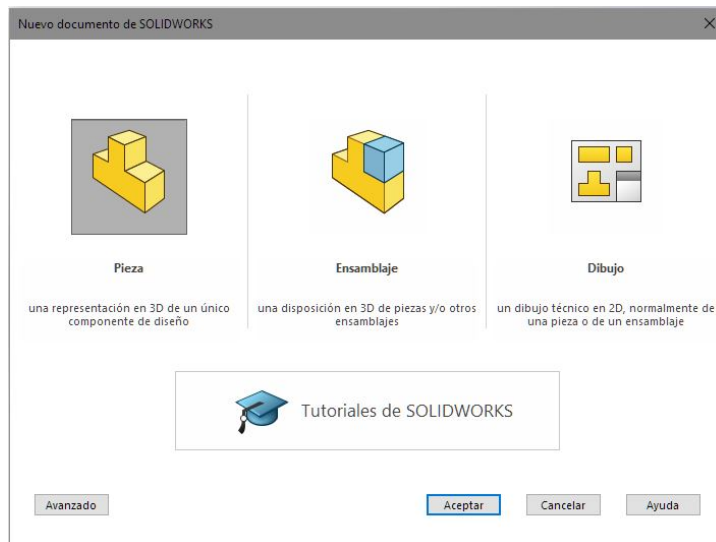 Nuevo documento de SOLIDWORKS
Pieza
una representación en 3D de un único
componente de diseño
Ensamblaje
una disposición en 3D de piezas y/o otros
ensamblajes
Dibujo
un dibujo técnico en 2D, normalmente de
una pieza o de un ensamblaje
Tutoriales de SOLIDWORKS
Avanzado
Aceptar
Cancelar
Ayuda